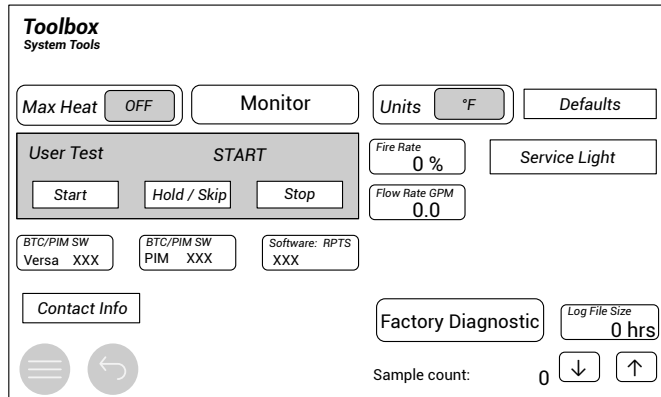 Toolbox
System Tools
Max Heat OFF Monitor Units °F Defaults
User Test START
Start Hold / Skip Stop
Fire Rate
0 %
Service Light
Flow Rate GPM
0.0
BTC/PIM SW
Versa XXX
BTC/PIM SW
PIM XXX
Software: RPTS
XXX
Contact Info
Factory Diagnostic
Log File Size
0 hrs
Sample count: 0